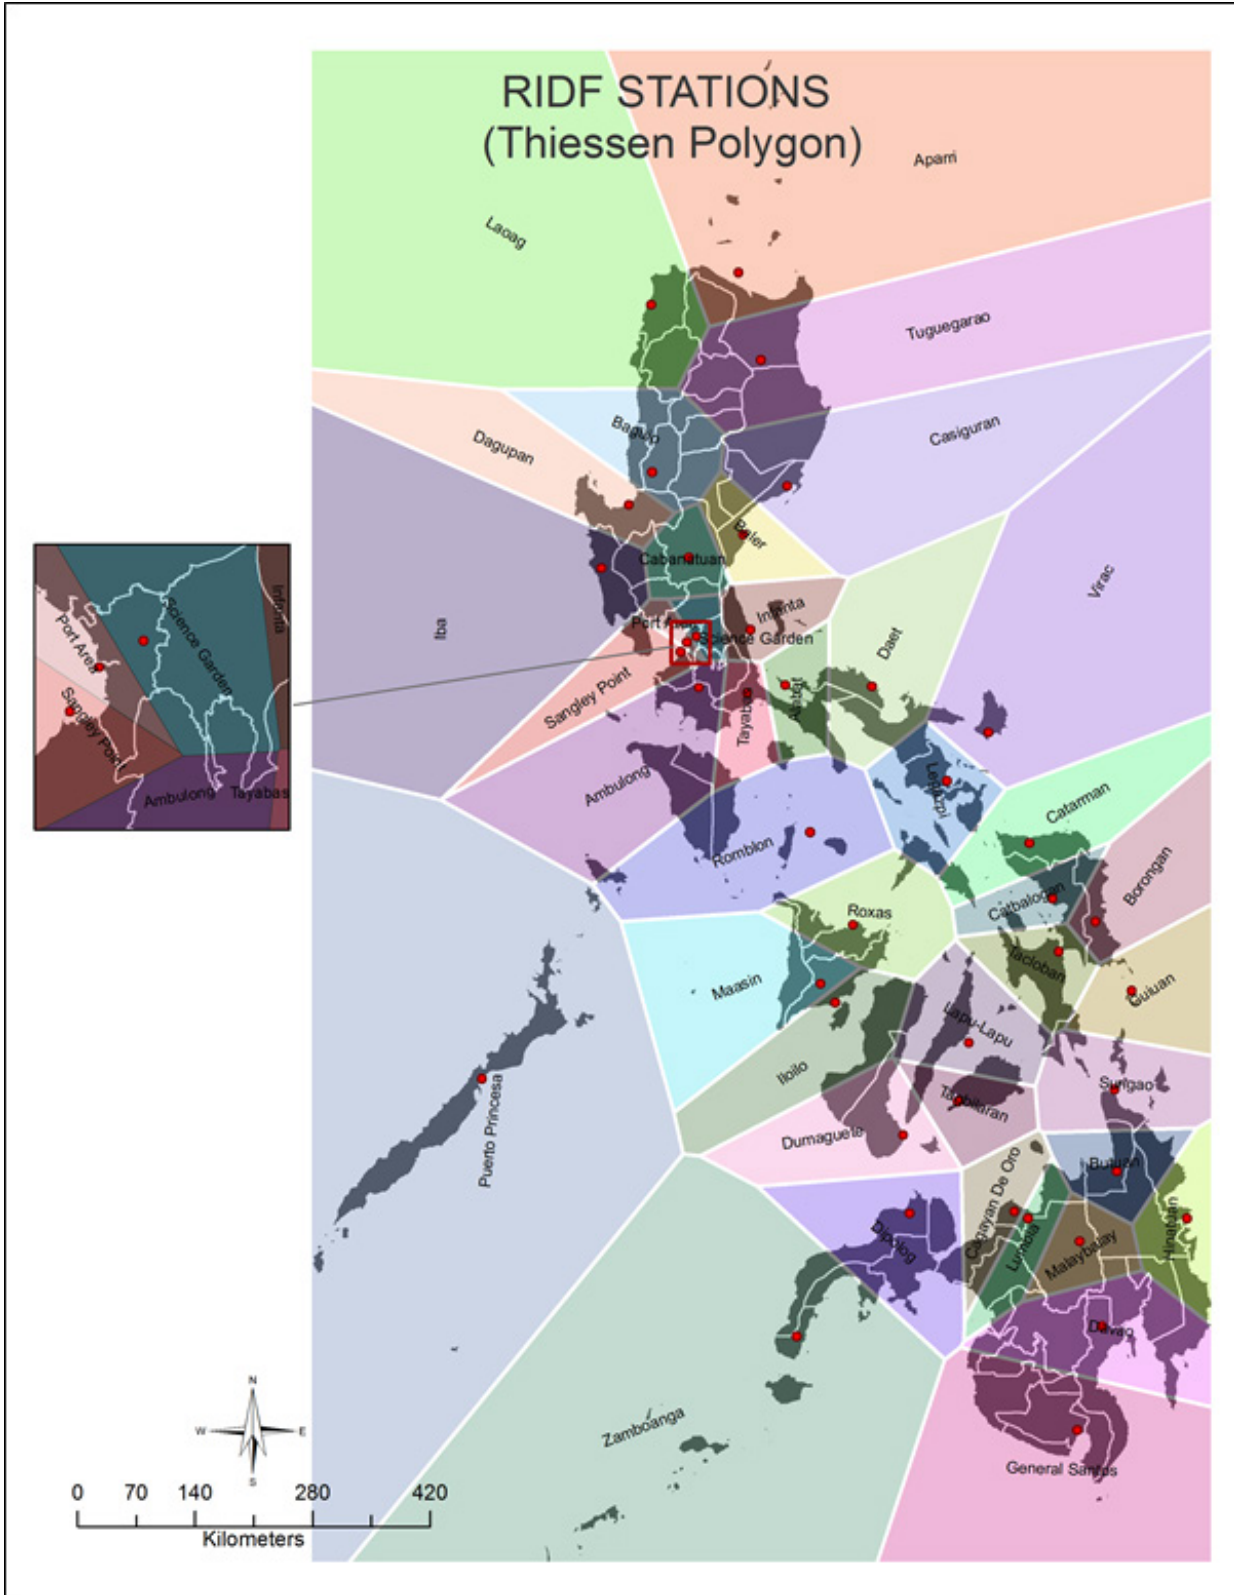 RIDF STATIONS
(Thiessen Polygon)
Aparri
Laoag
Tuguegarao
Casiguran
Baguio
Dagupan
Baler
Cabanatuan
Virac
Iba
Infanta
Port Area
Science Garden
Daet
Sangley Point
Tayabas
Alabat
Ambulong
Legazpi
Catarman
Romblon
Borongan
Catbalogan
Roxas
Tacloban
Maasin
Guiuan
Lapu-Lapu
Iloilo
Surigao
Tagbilaran
Dumaguete
Puerto Princesa
Butuan
Cagayan De Oro
Hinatuan
Dipolog
Lumbia
Malaybalay
Davao
Zamboanga
General Santos
Infanta
Science Garden
Port Area
Sangley Point
Ambulong
Tayabas
N
W
E
S
0 70 140 280 420
Kilometers